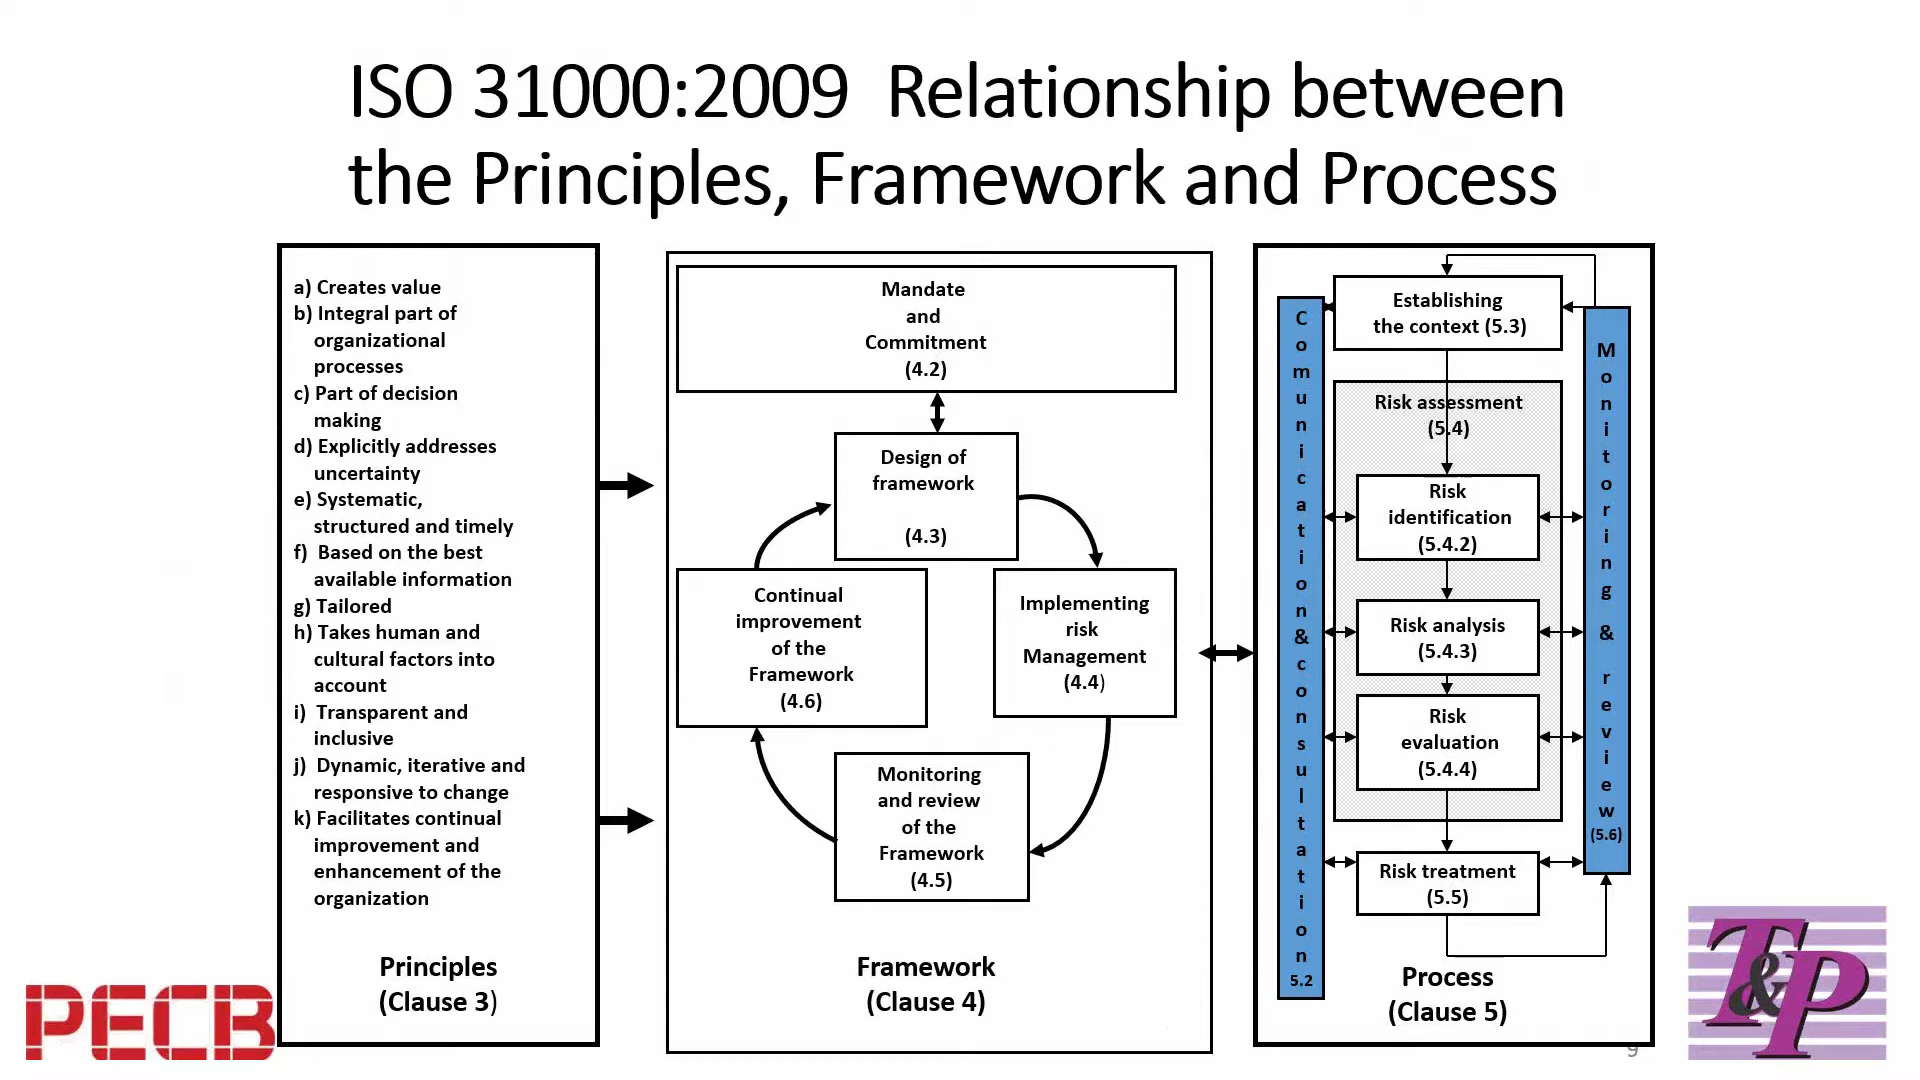 ISO 31000:2009  Relationship between
the Principles, Framework and Process
a) Creates value
b) Integral part of
organizational
processes
c) Part of decision
making
d) Explicitly addresses
uncertainty
e) Systematic,
structured and timely
f)  Based on the best
available information
g) Tailored
h) Takes human and
cultural factors into
account
i)  Transparent and
inclusive
j)  Dynamic, iterative and
responsive to change
k) Facilitates continual
improvement and
enhancement of the
organization
Principles
(Clause 3)
Mandate
and
Commitment
(4.2)
Design of
framework
(4.3)
Continual
improvement
of the
Framework
(4.6)
Implementing
risk
Management
(4.4)
Monitoring
and review
of the
Framework
(4.5)
Framework
(Clause 4)
Comunication&consultation
5.2
Establishing
the context (5.3)
Risk assessment
(5.4)
Risk
identification
(5.4.2)
Risk analysis
(5.4.3)
Risk
evaluation
(5.4.4)
Risk treatment
(5.5)
Monitoring & review
(5.6)
Process
(Clause 5)
PECB
T&P
9